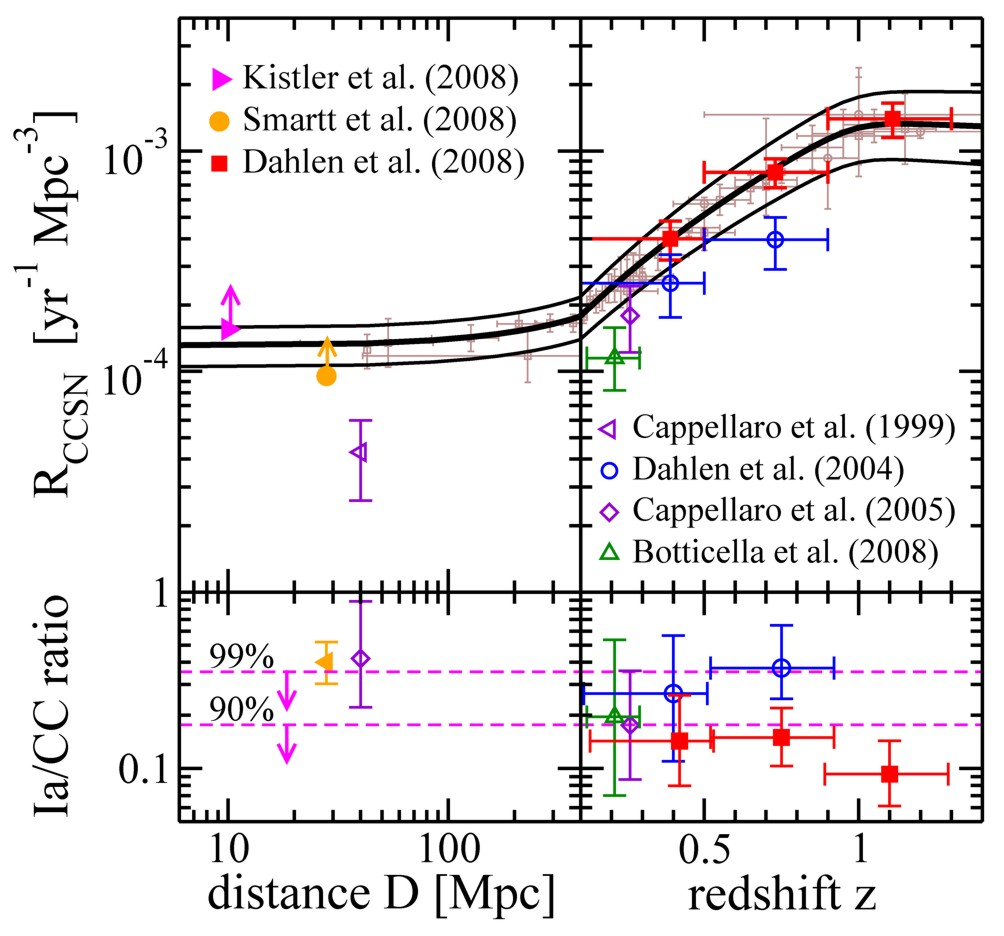 Kistler et al. (2008)
Smartt et al. (2008)
Dahlen et al. (2008)
10⁻³
10⁻⁴
R_CCSN [yr⁻¹ Mpc⁻³]
Cappellaro et al. (1999)
Dahlen et al. (2004)
Cappellaro et al. (2005)
Botticella et al. (2008)
1
0.1
Ia/CC ratio
99%
90%
10 100
0.5 1
distance D [Mpc]
redshift z